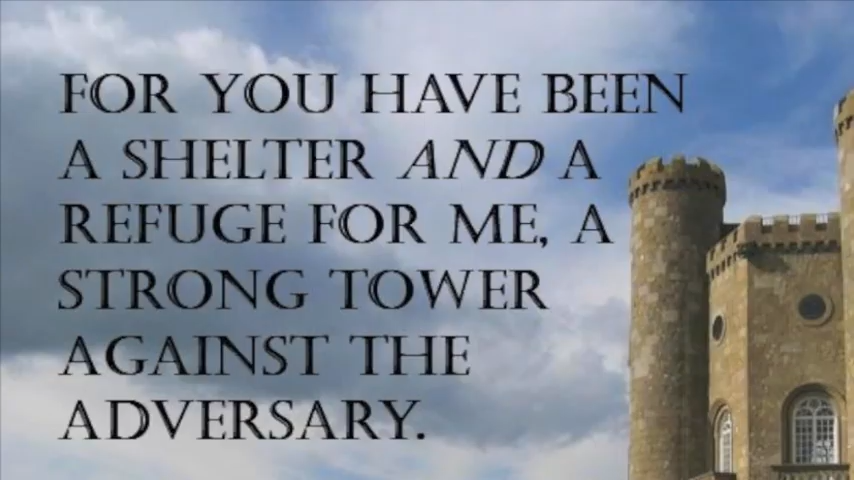 FOR YOU HAVE BEEN
A SHELTER AND A
REFUGE FOR ME, A
STRONG TOWER
AGAINST THE
ADVERSARY.